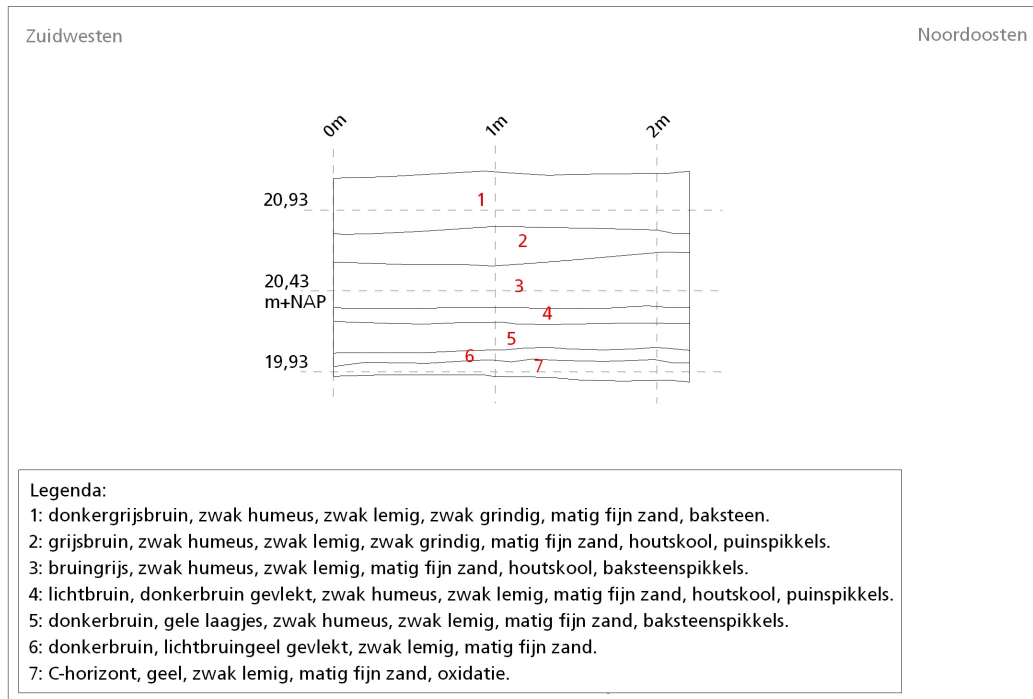 Zuidwesten
Noordoosten
0m
1m
2m
20,93
1
2
20,43
m+NAP
3
4
5
19,93
6
7
Legenda:
1: donkergrijsbruin, zwak humeus, zwak lemig, zwak grindig, matig fijn zand, baksteen.
2: grijsbruin, zwak humeus, zwak lemig, zwak grindig, matig fijn zand, houtskool, puinspikkels.
3: bruingrijs, zwak humeus, zwak lemig, matig fijn zand, houtskool, baksteenspikkels.
4: lichtbruin, donkerbruin gevlekt, zwak humeus, zwak lemig, matig fijn zand, houtskool, puinspikkels.
5: donkerbruin, gele laagjes, zwak humeus, zwak lemig, matig fijn zand, baksteenspikkels.
6: donkerbruin, lichtbruingeel gevlekt, zwak lemig, matig fijn zand.
7: C-horizont, geel, zwak lemig, matig fijn zand, oxidatie.